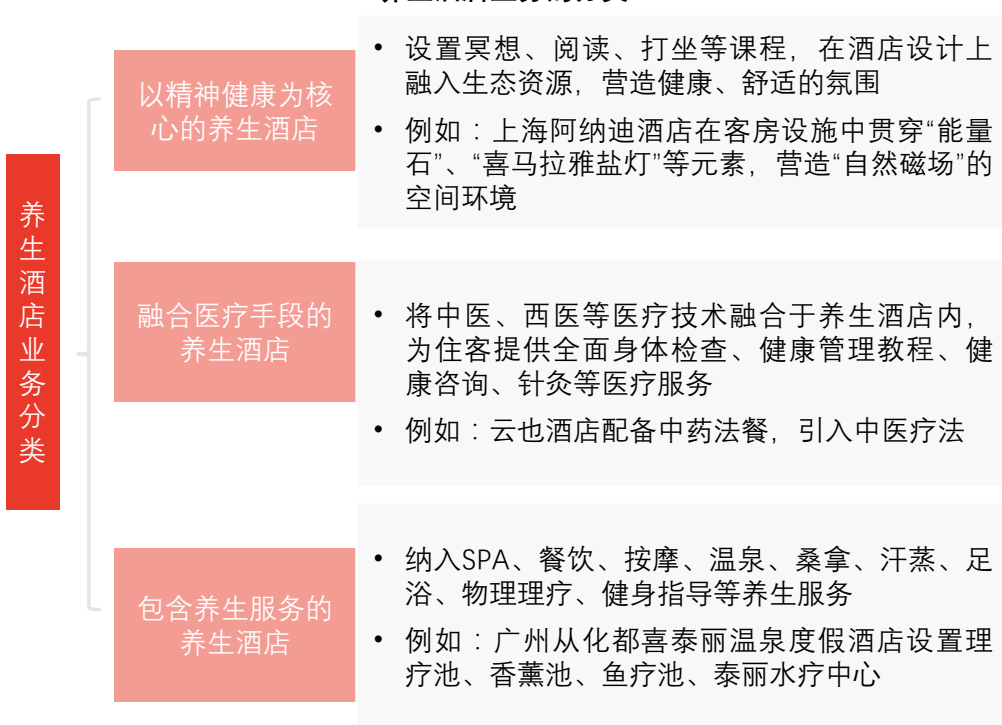 养生酒店业务分类
以精神健康为核
心的养生酒店
• 设置冥想、阅读、打坐等课程，在酒店设计上
融入生态资源，营造健康、舒适的氛围
• 例如：上海阿纳迪酒店在客房设施中贯穿“能量
石”、“喜马拉雅盐灯”等元素，营造“自然磁场”的
空间环境
融合医疗手段的
养生酒店
• 将中医、西医等医疗技术融合于养生酒店内，
为住客提供全面身体检查、健康管理教程、健
康咨询、针灸等医疗服务
• 例如：云也酒店配备中药法餐，引入中医疗法
包含养生服务的
养生酒店
• 纳入SPA、餐饮、按摩、温泉、桑拿、汗蒸、足
浴、物理理疗、健身指导等养生服务
• 例如：广州从化都喜泰丽温泉度假酒店设置理
疗池、香薰池、鱼疗池、泰丽水疗中心